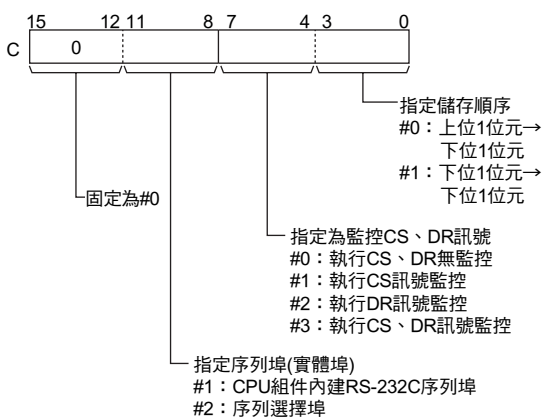 15 12 11 8 7 4 3 0
C 0
指定儲存順序
#0：上位1位元→
下位1位元
#1：下位1位元→
下位1位元
固定為#0
指定為監控CS、DR訊號
#0：執行CS、DR無監控
#1：執行CS訊號監控
#2：執行DR訊號監控
#3：執行CS、DR訊號監控
指定序列埠(實體埠)
#1：CPU組件內建RS-232C序列埠
#2：序列選擇埠